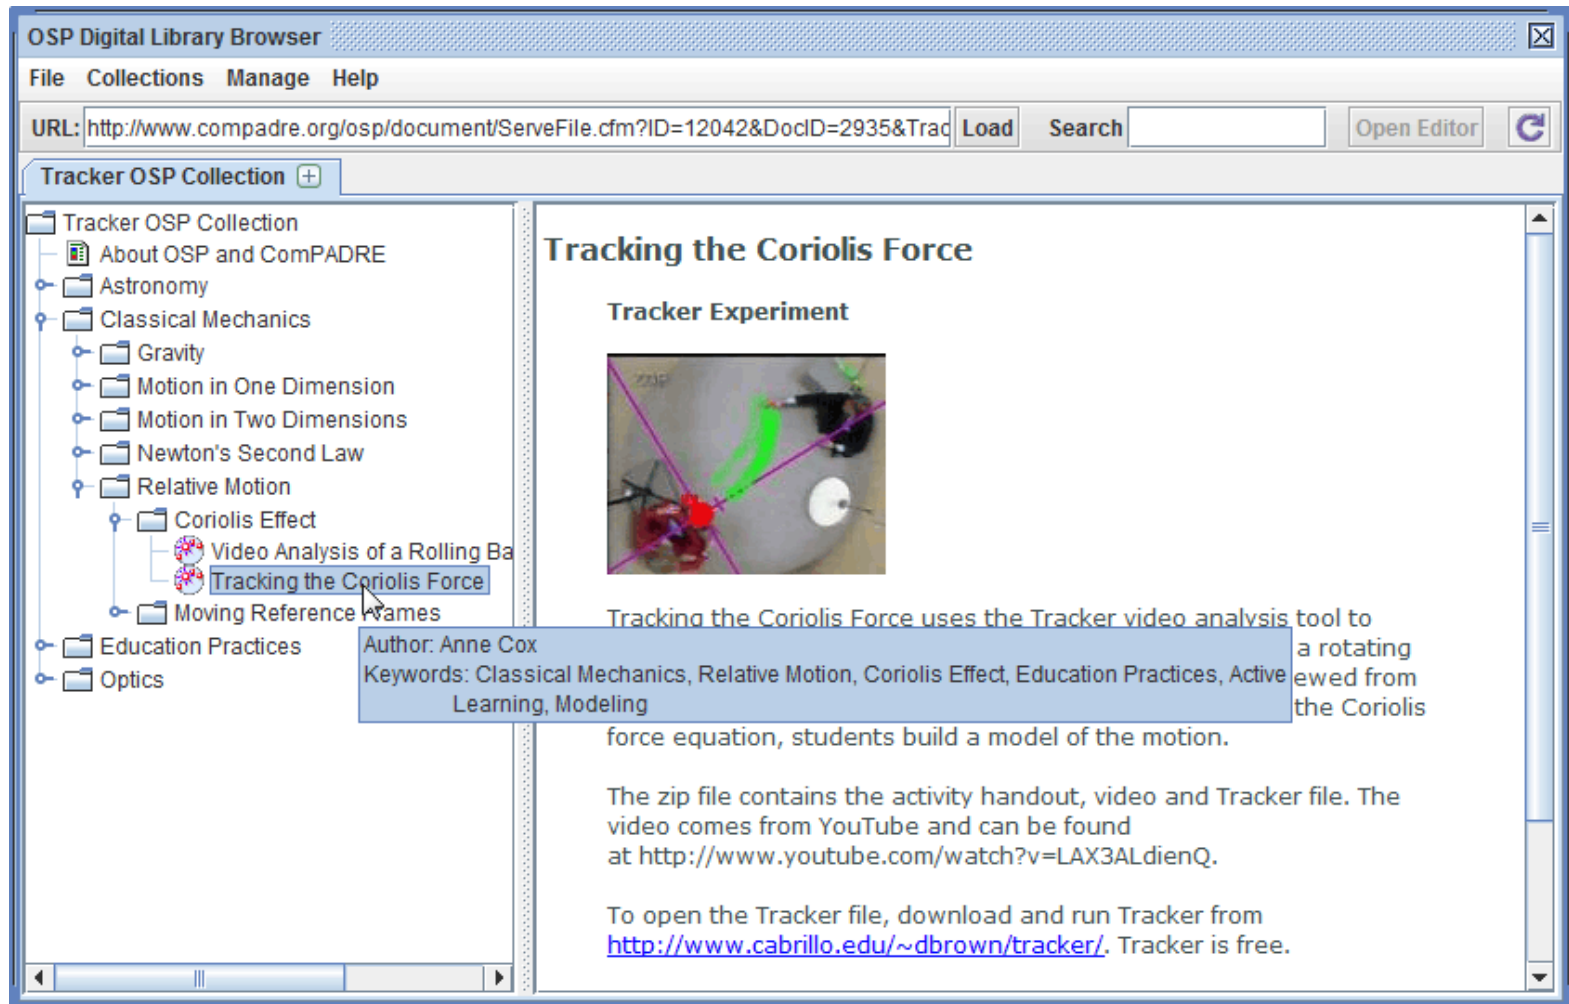 OSP Digital Library Browser
File Collections Manage Help
URL: http://www.compadre.org/osp/document/ServeFile.cfm?ID=12042&DocID=2935&Trac Load Search Open Editor
Tracker OSP Collection
Tracker OSP Collection
About OSP and ComPADRE
Astronomy
Classical Mechanics
Gravity
Motion in One Dimension
Motion in Two Dimensions
Newton's Second Law
Relative Motion
Coriolis Effect
Video Analysis of a Rolling Ba
Tracking the Coriolis Force
Moving Reference Frames
Education Practices
Optics
Author: Anne Cox
Keywords: Classical Mechanics, Relative Motion, Coriolis Effect, Education Practices, Active
Learning, Modeling
Tracking the Coriolis Force
Tracker Experiment
Tracking the Coriolis Force uses the Tracker video analysis tool to
a rotating
ewed from
the Coriolis
force equation, students build a model of the motion.
The zip file contains the activity handout, video and Tracker file. The
video comes from YouTube and can be found
at http://www.youtube.com/watch?v=LAX3ALdienQ.
To open the Tracker file, download and run Tracker from
http://www.cabrillo.edu/~dbrown/tracker/. Tracker is free.